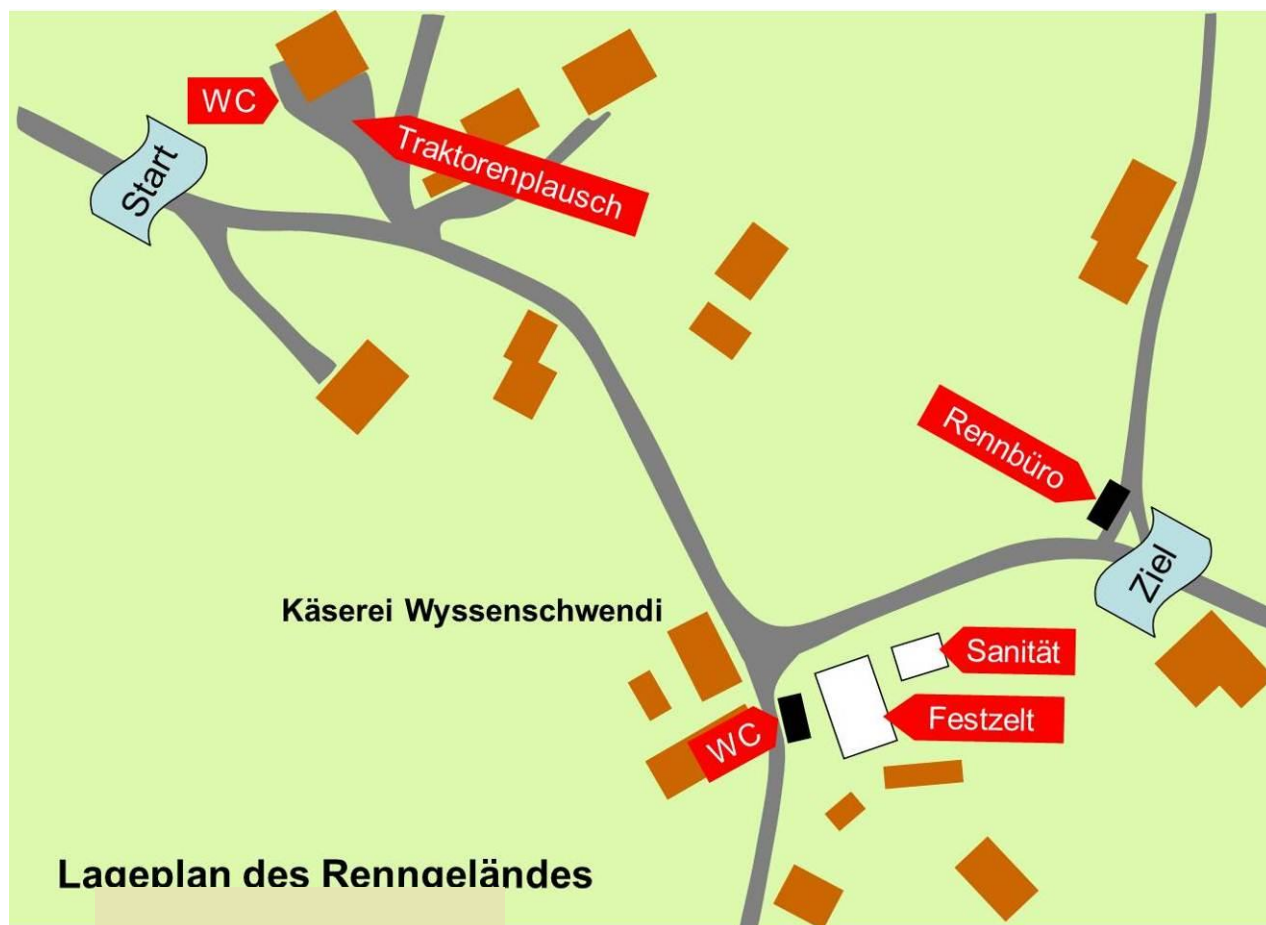 WC
Traktorenplausch
Start
Rennbüro
Ziel
Käserei Wyssenschwendi
Sanität
Festzelt
WC
Lageplan des Renngeländes